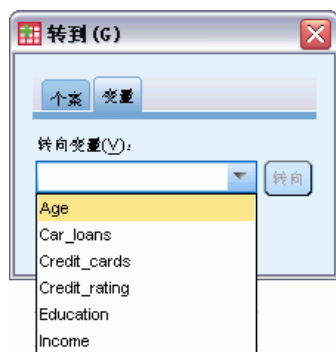 转到(G)
个案 变量
转向变量(V):
转向
Age
Car_loans
Credit_cards
Credit_rating
Education
Income